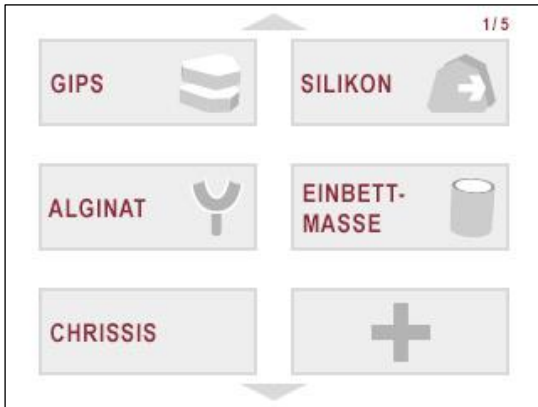 1/5
GIPS
SILIKON
ALGINAT
EINBETT-
MASSE
CHRISSIS